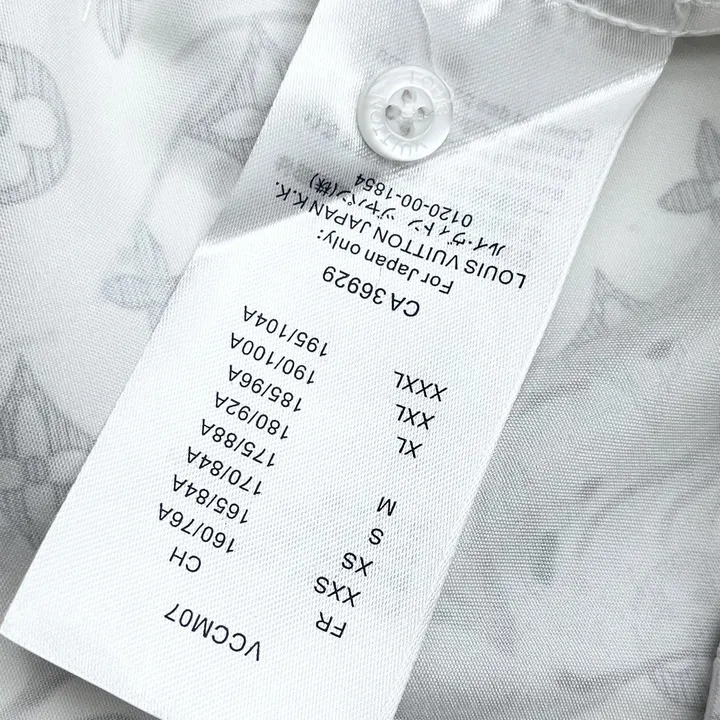 VCCM07
FR CH
XXS 160/76A
XS 165/84A
S 170/84A
M 175/88A
180/92A
XL 185/96A
XXL 190/100A
XXXL 195/104A
CA 36929
For Japan only:
LOUIS VUITTON JAPAN K.K.
ルイ・ヴィトン ジャパン(株)
0120-00-1854
LOUIS VUITTON